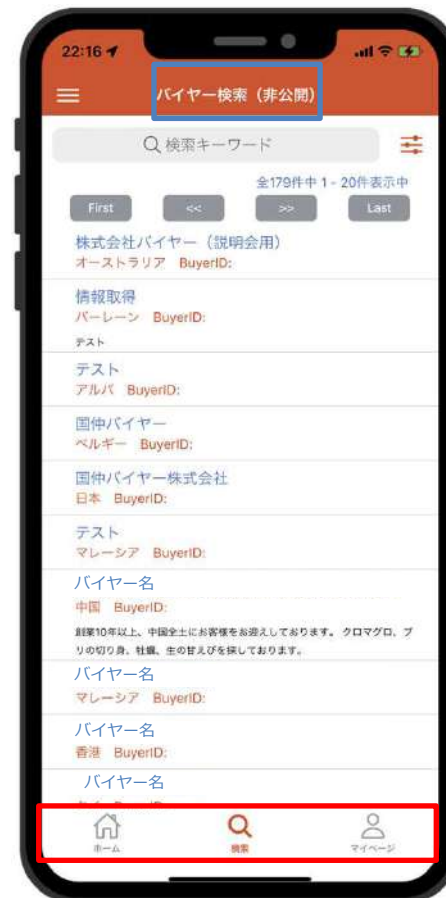 22:16
バイヤー検索（非公開）
検索キーワード
全179件中 1 - 20件表示中
First << >> Last
株式会社バイヤー（説明会用）
オーストラリア BuyerID:
情報取得
バーレーン BuyerID:
テスト
テスト
アルバ BuyerID:
国仲バイヤー
ベルギー BuyerID:
国仲バイヤー株式会社
日本 BuyerID:
テスト
マレーシア BuyerID:
バイヤー名
中国 BuyerID:
創業10年以上、中国全土にお客様をお迎えしております。 クロマグロ、ブ
リの切り身、牡蠣、生の甘えびを探しております。
バイヤー名
マレーシア BuyerID:
バイヤー名
香港 BuyerID:
バイヤー名
ホーム 検索 マイページ